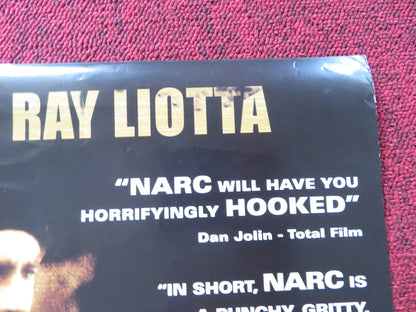 RAY LIOTTA
"NARC WILL HAVE YOU
HORRIFYINGLY HOOKED"
Dan Jolin - Total Film
"IN SHORT, NARC IS
A PUNCHY, GRITTY,